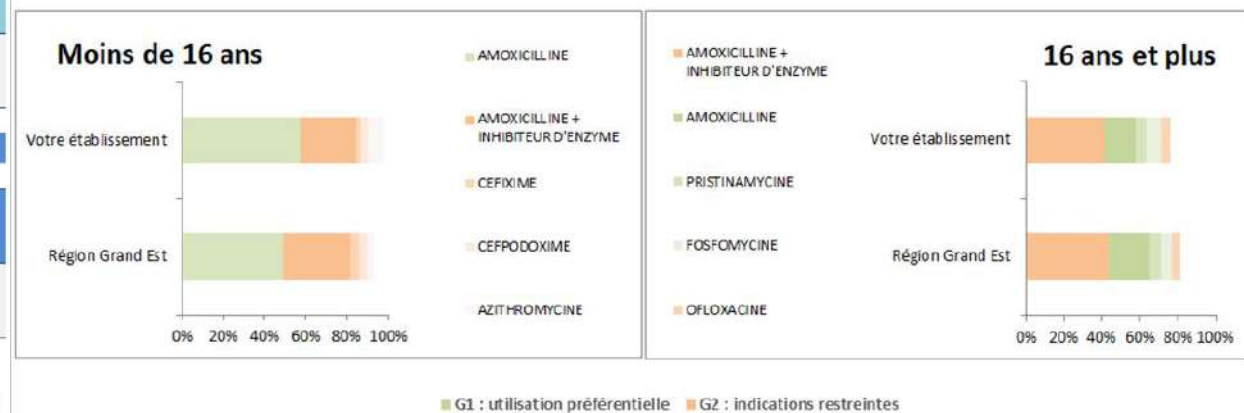 Moins de 16 ans
AMOXICILLINE
AMOXICILLINE +
INHIBITEUR D'ENZYME
CEFIXIME
CEFPODOXIME
AZITHROMYCINE
Votre établissement
Région Grand Est
0% 20% 40% 60% 80% 100%
AMOXICILLINE +
INHIBITEUR D'ENZYME
AMOXICILLINE
PRISTINAMYCINE
FOSFOMYCINE
OFLOXACINE
16 ans et plus
Votre établissement
Région Grand Est
0% 20% 40% 60% 80% 100%
G1 : utilisation préférentielle G2 : indications restreintes